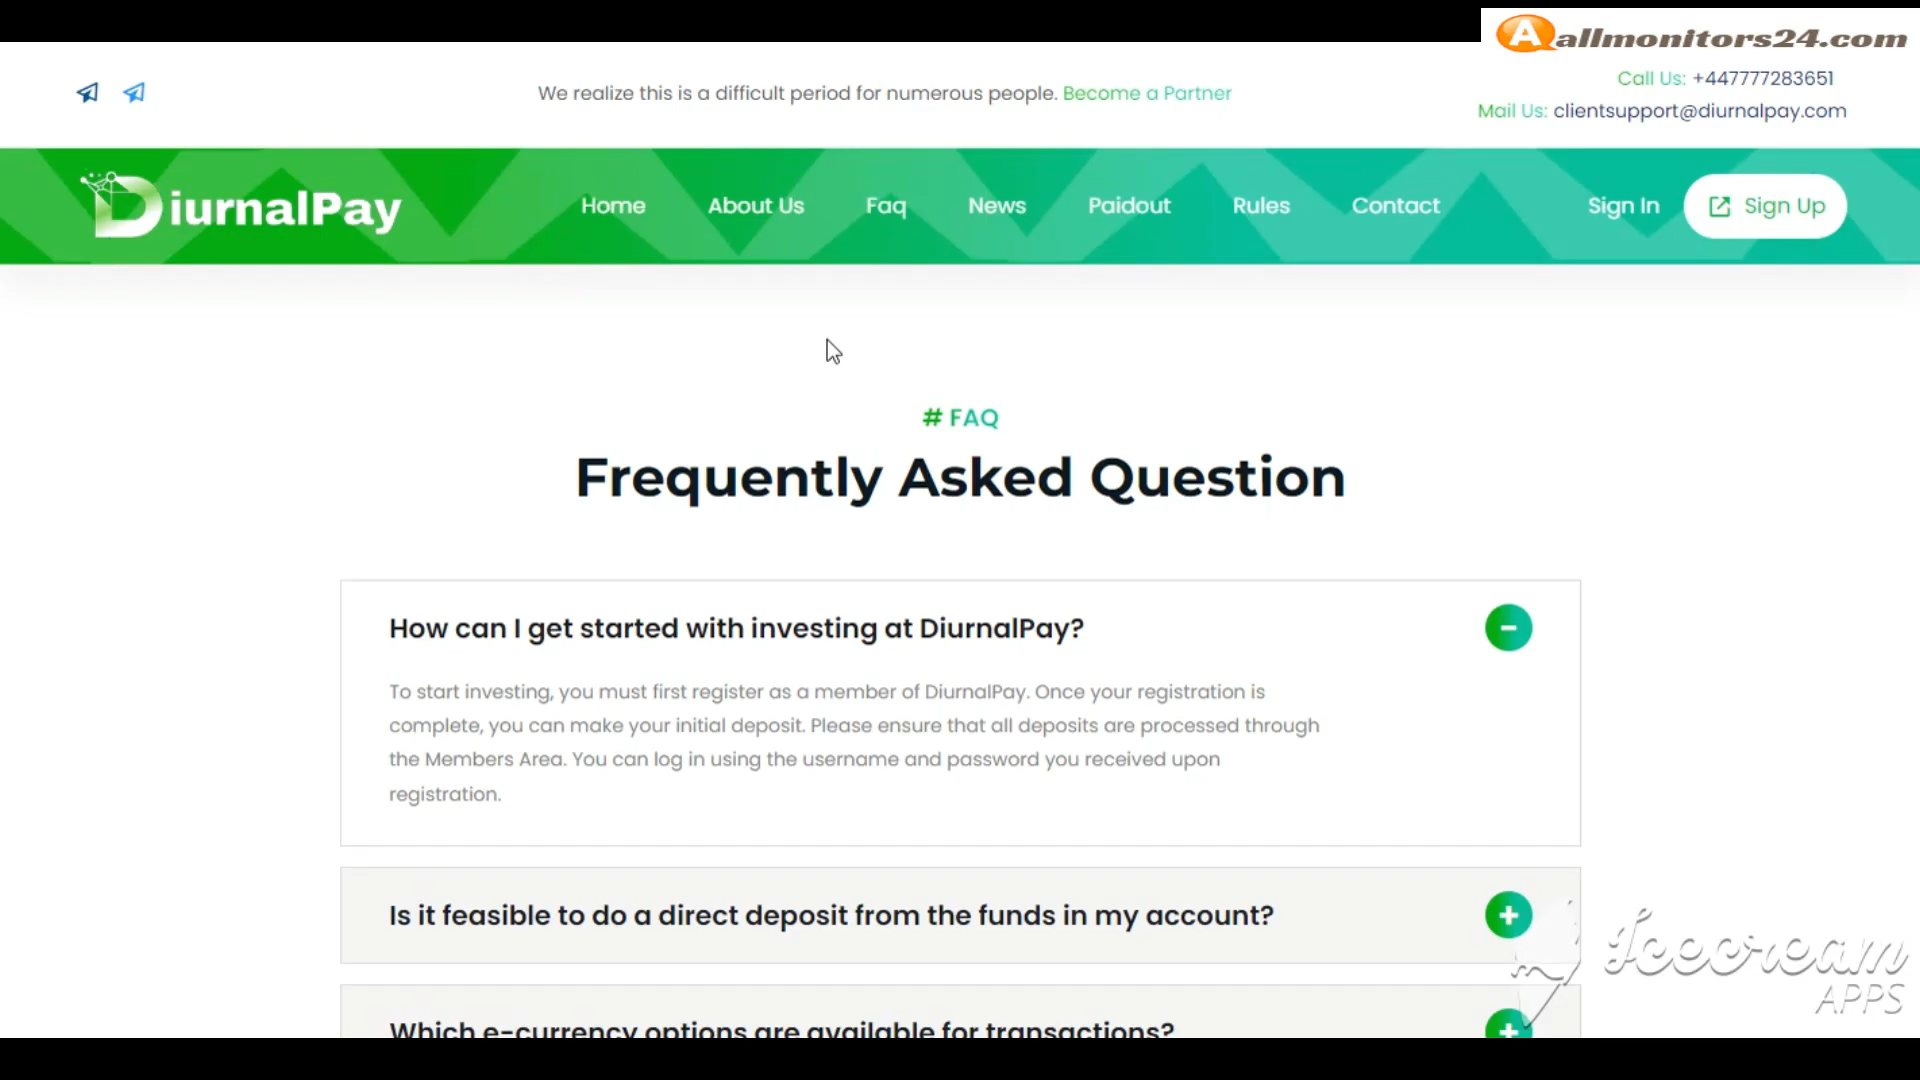 allmonitors24.com
Call Us: +447777283651
We realize this is a difficult period for numerous people. Become a Partner
Mail Us: clientsupport@diurnalpay.com
DiurnalPay
Home About Us Faq News Paidout Rules Contact Sign In Sign Up
# FAQ
Frequently Asked Question
How can I get started with investing at DiurnalPay?
To start investing, you must first register as a member of DiurnalPay. Once your registration is
complete, you can make your initial deposit. Please ensure that all deposits are processed through
the Members Area. You can log in using the username and password you received upon
registration.
Is it feasible to do a direct deposit from the funds in my account?
Icecream
APPS
Which e-currency options are available for transactions?